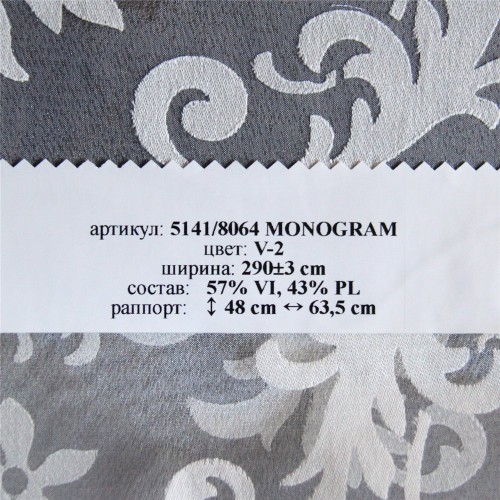 артикул: 5141/8064 MONOGRAM
цвет: V-2
ширина: 290±3 cm
состав: 57% VI, 43% PL
раппорт: ↕ 48 cm ↔ 63,5 cm